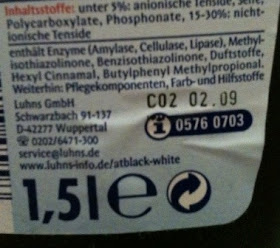 Inhaltsstoffe: unter 5%: anionische Tenside, Seife,
Polycarboxylate, Phosphonate, 15-30%: nicht-
ionische Tenside
enthält Enzyme (Amylase, Cellulase, Lipase), Methyl-
isothiazolinone, Benzisothiazolinone, Duftstoffe,
Hexyl Cinnamal, Butylphenyl Methylpropional.
Weiterhin: Pflegekomponenten, Farb- und Hilfsstoffe
Luhns GmbH
Schwarzbach 91-137
D-42277 Wuppertal
0202/6471-300
service@luhns.de
www.luhns-info.de/atblack-white
C02 02.09
i 0576 0703
1,5l e